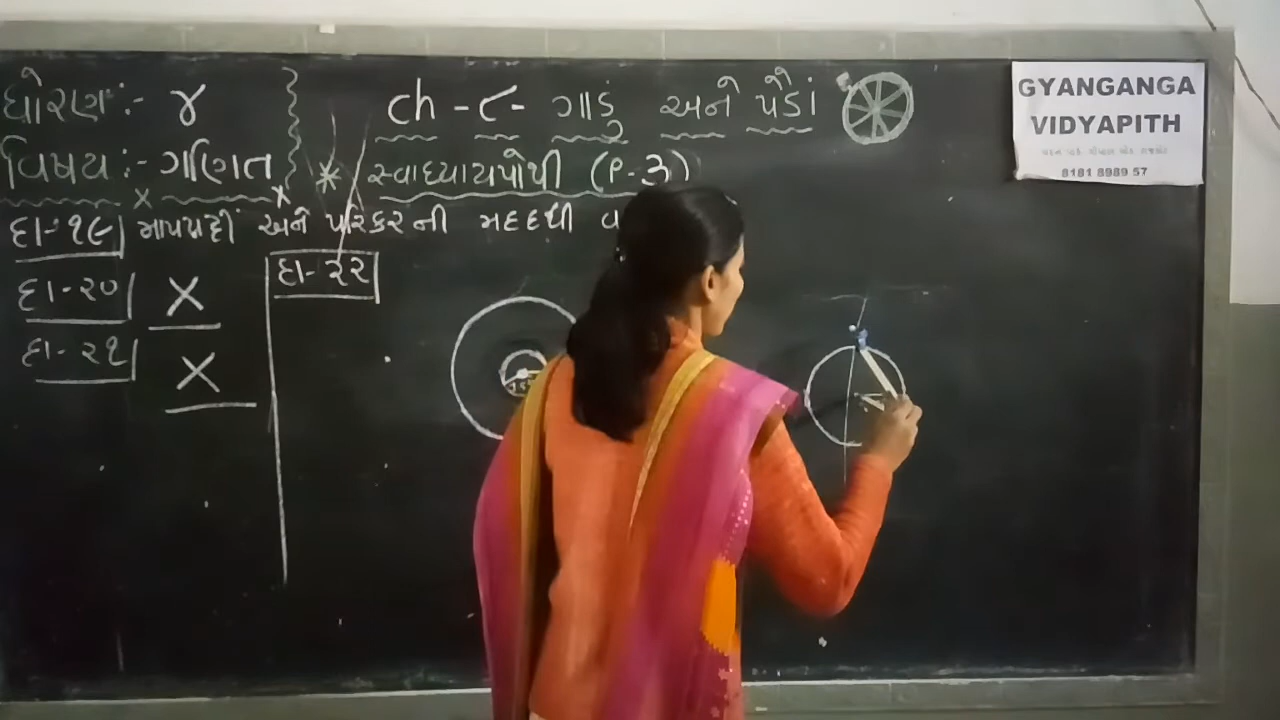 ધોરણ:- ૪
ch - ૮ - ગાડું અને પૈડાં
વિષય:- ગણિત
* સ્વાધ્યાયપોથી (P-3)
દા-૧૯ માપપટ્ટી અને પરિકરની મદદથી વ
દા-૨૦ X
દા-૨૧ X
દા-૨૨
GYANGANGA
VIDYAPITH
8181 8989 57